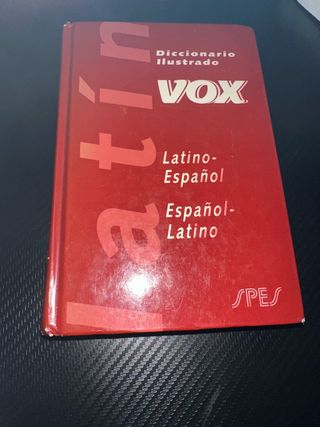 latín
Diccionario
Ilustrado
VOX
Latino-
Español
Español-
Latino
SPES